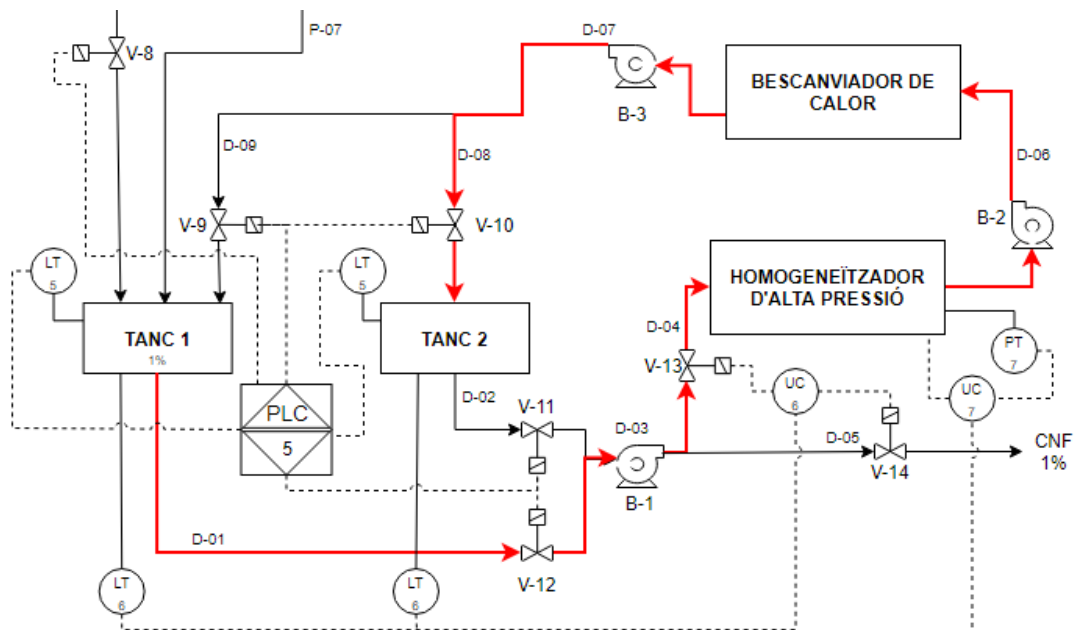 P-07
V-8
D-07
C
B-3
BESCANVIADOR DE
CALOR
D-09
D-08
D-06
V-9
V-10
C
B-2
LT
5
LT
5
HOMOGENEÏTZADOR
D'ALTA PRESSIÓ
D-04
TANC 1
1%
TANC 2
V-13
PT
7
UC
6
UC
7
D-02
V-11
PLC
5
D-03
C
B-1
D-05
V-14
CNF
1%
D-01
V-12
LT
6
LT
6